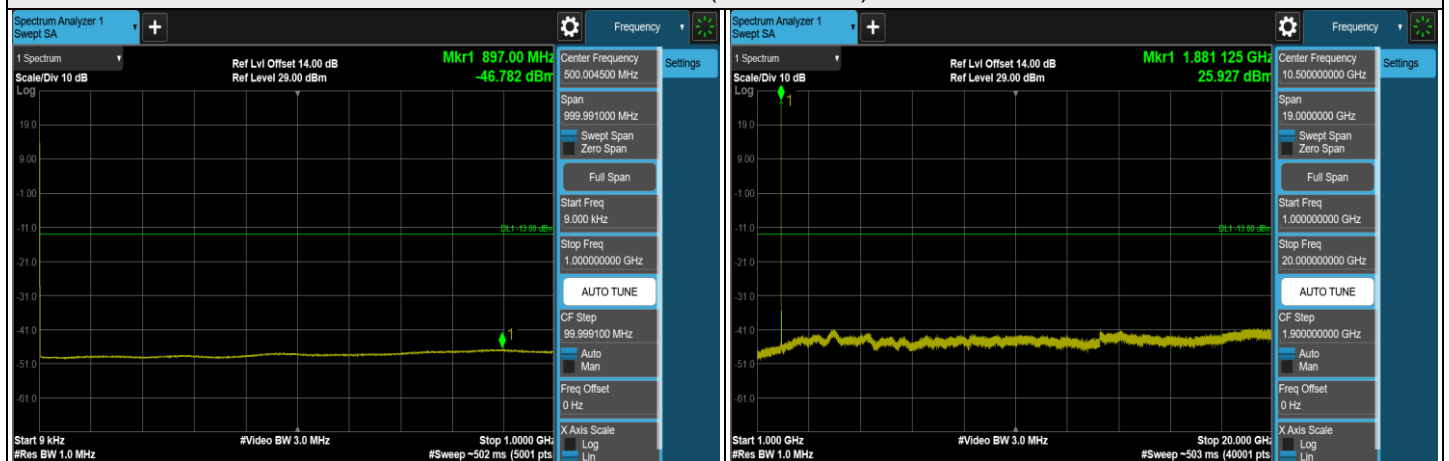 Spectrum Analyzer 1
Swept SA
+
Frequency
1 Spectrum
Scale/Div 10 dB
Log
Ref Lvl Offset 14.00 dB
Ref Level 29.00 dBm
Mkr1 897.00 MHz
-46.782 dBm
19.0
9.00
-1.00
-11.0
-21.0
-31.0
-41.0
-51.0
-61.0
DL1 -13.00 dBm
1
Start 9 kHz
#Res BW 1.0 MHz
#Video BW 3.0 MHz
Stop 1.0000 GHz
#Sweep ~502 ms (5001 pts
Center Frequency
500.004500 MHz
Settings
Span
999.991000 MHz
Swept Span
Zero Span
Full Span
Start Freq
9.000 kHz
Stop Freq
1.000000000 GHz
AUTO TUNE
CF Step
99.999100 MHz
Auto
Man
Freq Offset
0 Hz
X Axis Scale
Log
Lin
Spectrum Analyzer 1
Swept SA
+
Frequency
1 Spectrum
Scale/Div 10 dB
Log
Ref Lvl Offset 14.00 dB
Ref Level 29.00 dBm
Mkr1 1.881 125 GHz
25.927 dBm
1
19.0
9.00
-1.00
-11.0
-21.0
-31.0
-41.0
-51.0
-61.0
DL1 -13.00 dBm
Start 1.000 GHz
#Res BW 1.0 MHz
#Video BW 3.0 MHz
Stop 20.000 GHz
#Sweep ~503 ms (40001 pts
Center Frequency
10.500000000 GHz
Settings
Span
19.0000000 GHz
Swept Span
Zero Span
Full Span
Start Freq
1.000000000 GHz
Stop Freq
20.000000000 GHz
AUTO TUNE
CF Step
1.900000000 GHz
Auto
Man
Freq Offset
0 Hz
X Axis Scale
Log
Lin